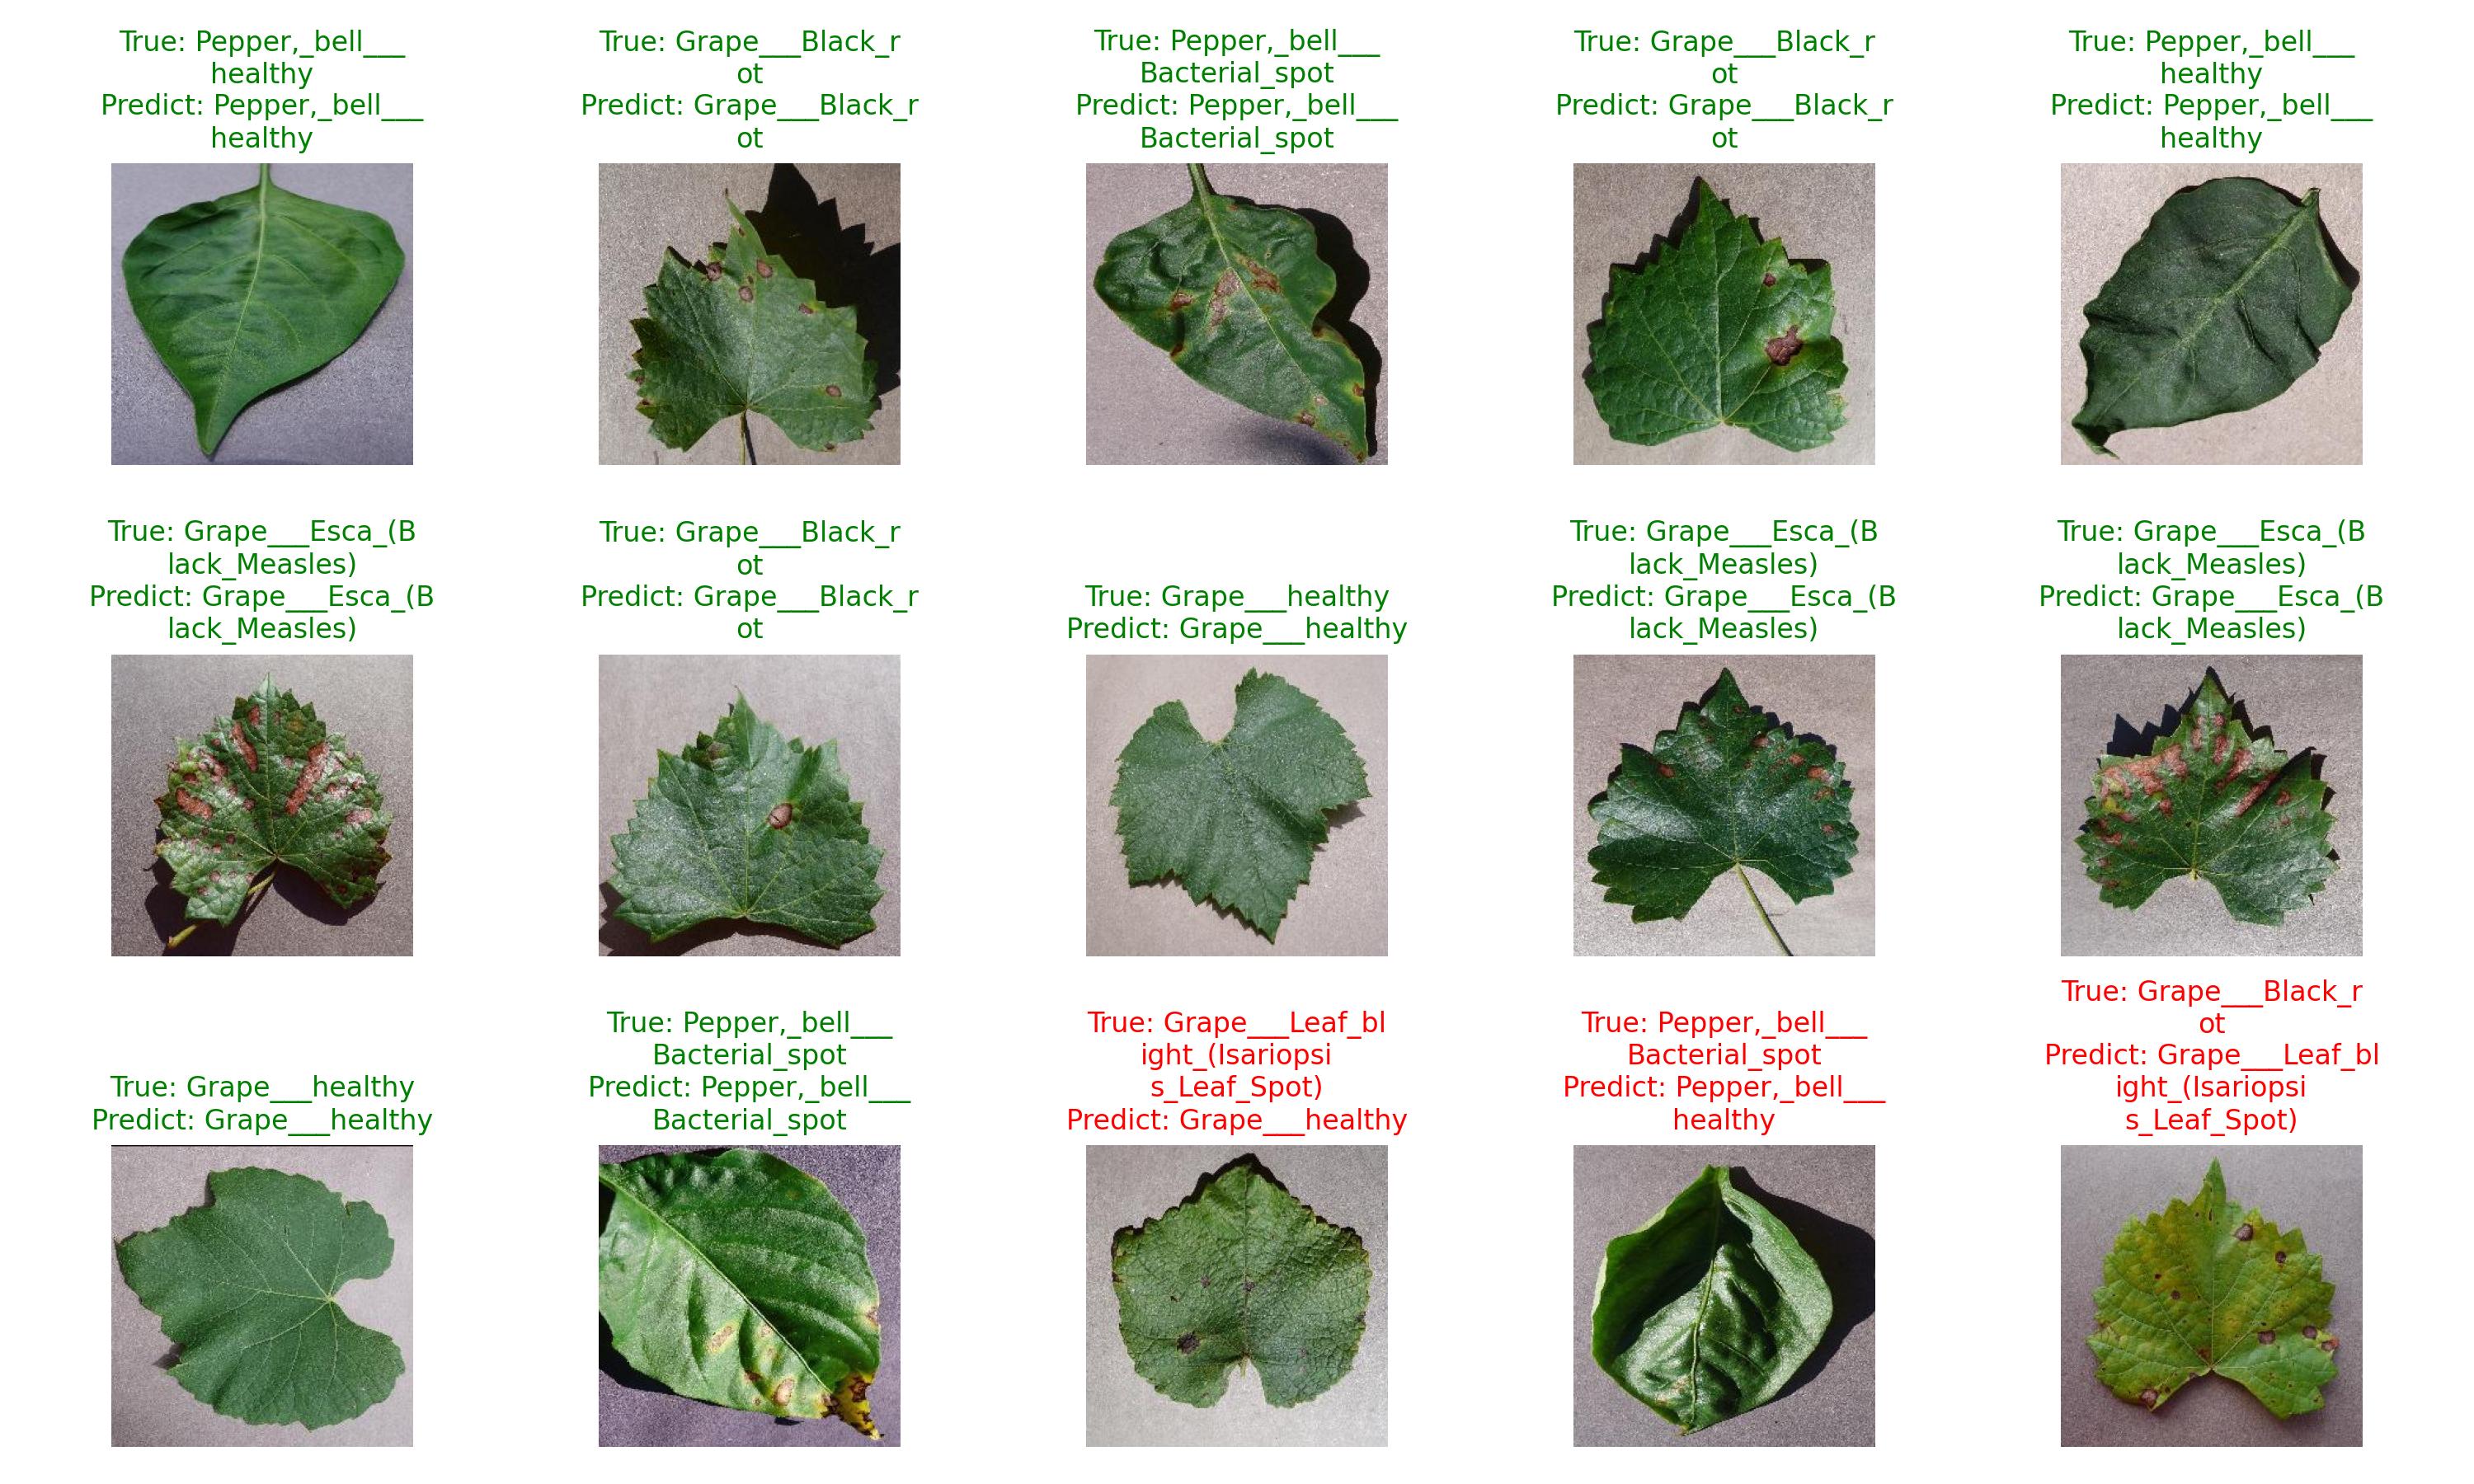 True: Pepper,_bell___
healthy
Predict: Pepper,_bell___
healthy
True: Grape___Black_r
ot
Predict: Grape___Black_r
ot
True: Pepper,_bell___
Bacterial_spot
Predict: Pepper,_bell___
Bacterial_spot
True: Grape___Black_r
ot
Predict: Grape___Black_r
ot
True: Pepper,_bell___
healthy
Predict: Pepper,_bell___
healthy
True: Grape___Esca_(B
lack_Measles)
Predict: Grape___Esca_(B
lack_Measles)
True: Grape___Black_r
ot
Predict: Grape___Black_r
ot
True: Grape___healthy
Predict: Grape___healthy
True: Grape___Esca_(B
lack_Measles)
Predict: Grape___Esca_(B
lack_Measles)
True: Grape___Esca_(B
lack_Measles)
Predict: Grape___Esca_(B
lack_Measles)
True: Grape___healthy
Predict: Grape___healthy
True: Pepper,_bell___
Bacterial_spot
Predict: Pepper,_bell___
Bacterial_spot
True: Grape___Leaf_bl
ight_(Isariopsi
s_Leaf_Spot)
Predict: Grape___healthy
True: Pepper,_bell___
Bacterial_spot
Predict: Pepper,_bell___
healthy
True: Grape___Black_r
ot
Predict: Grape___Leaf_bl
ight_(Isariopsi
s_Leaf_Spot)